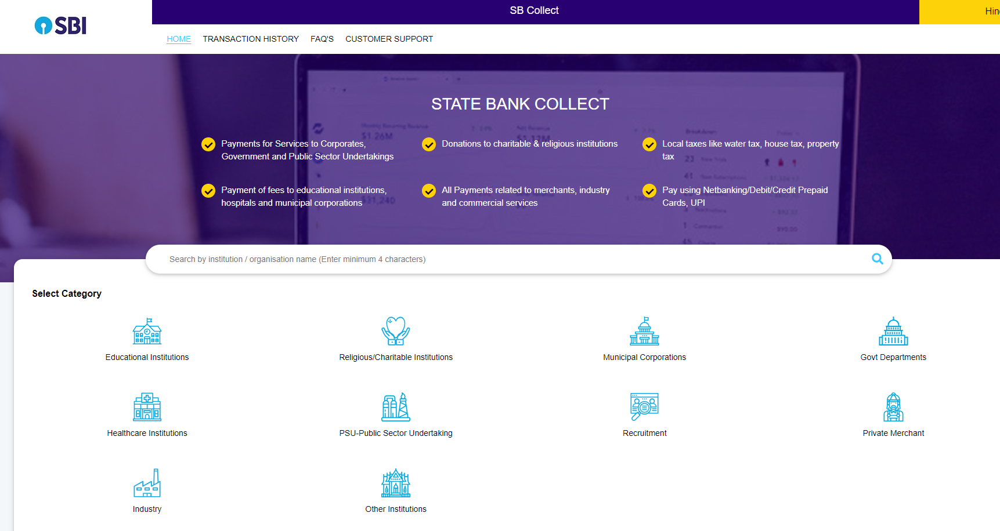 SBI
SB Collect
Hin
HOME TRANSACTION HISTORY FAQ'S CUSTOMER SUPPORT
STATE BANK COLLECT
Payments for Services to Corporates,
Government and Public Sector Undertakings
Donations to charitable & religious institutions
Local taxes like water tax, house tax, property
tax
Payment of fees to educational institutions,
hospitals and municipal corporations
All Payments related to merchants, industry
and commercial services
Pay using Netbanking/Debit/Credit Prepaid
Cards, UPI
Search by institution / organisation name (Enter minimum 4 characters)
Select Category
Educational Institutions
Religious/Charitable Institutions
Municipal Corporations
Govt Departments
Healthcare Institutions
PSU-Public Sector Undertaking
Recruitment
Private Merchant
Industry
Other Institutions